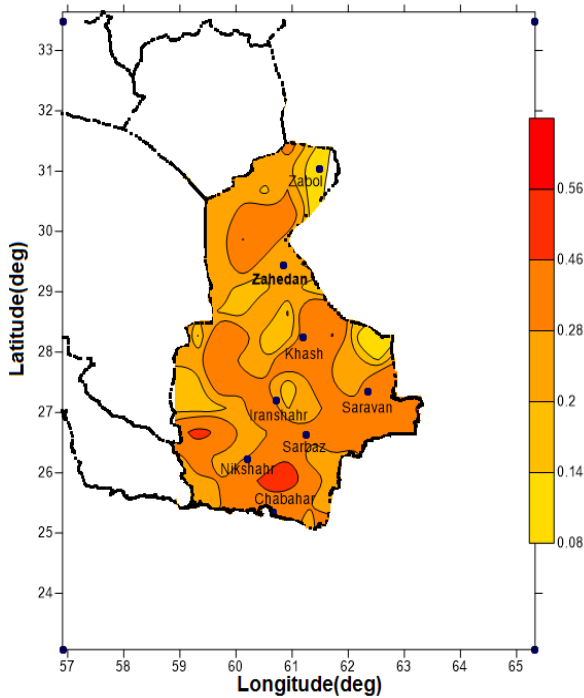 33
32
31
30
29
28
27
26
25
24
Latitude(deg)
57 58 59 60 61 62 63 64 65
Longitude(deg)
Zabol
Zahedan
Khash
Iranshahr
Saravan
Sarbaz
Nikshahr
Chabahar
0.56
0.46
0.28
0.2
0.14
0.08